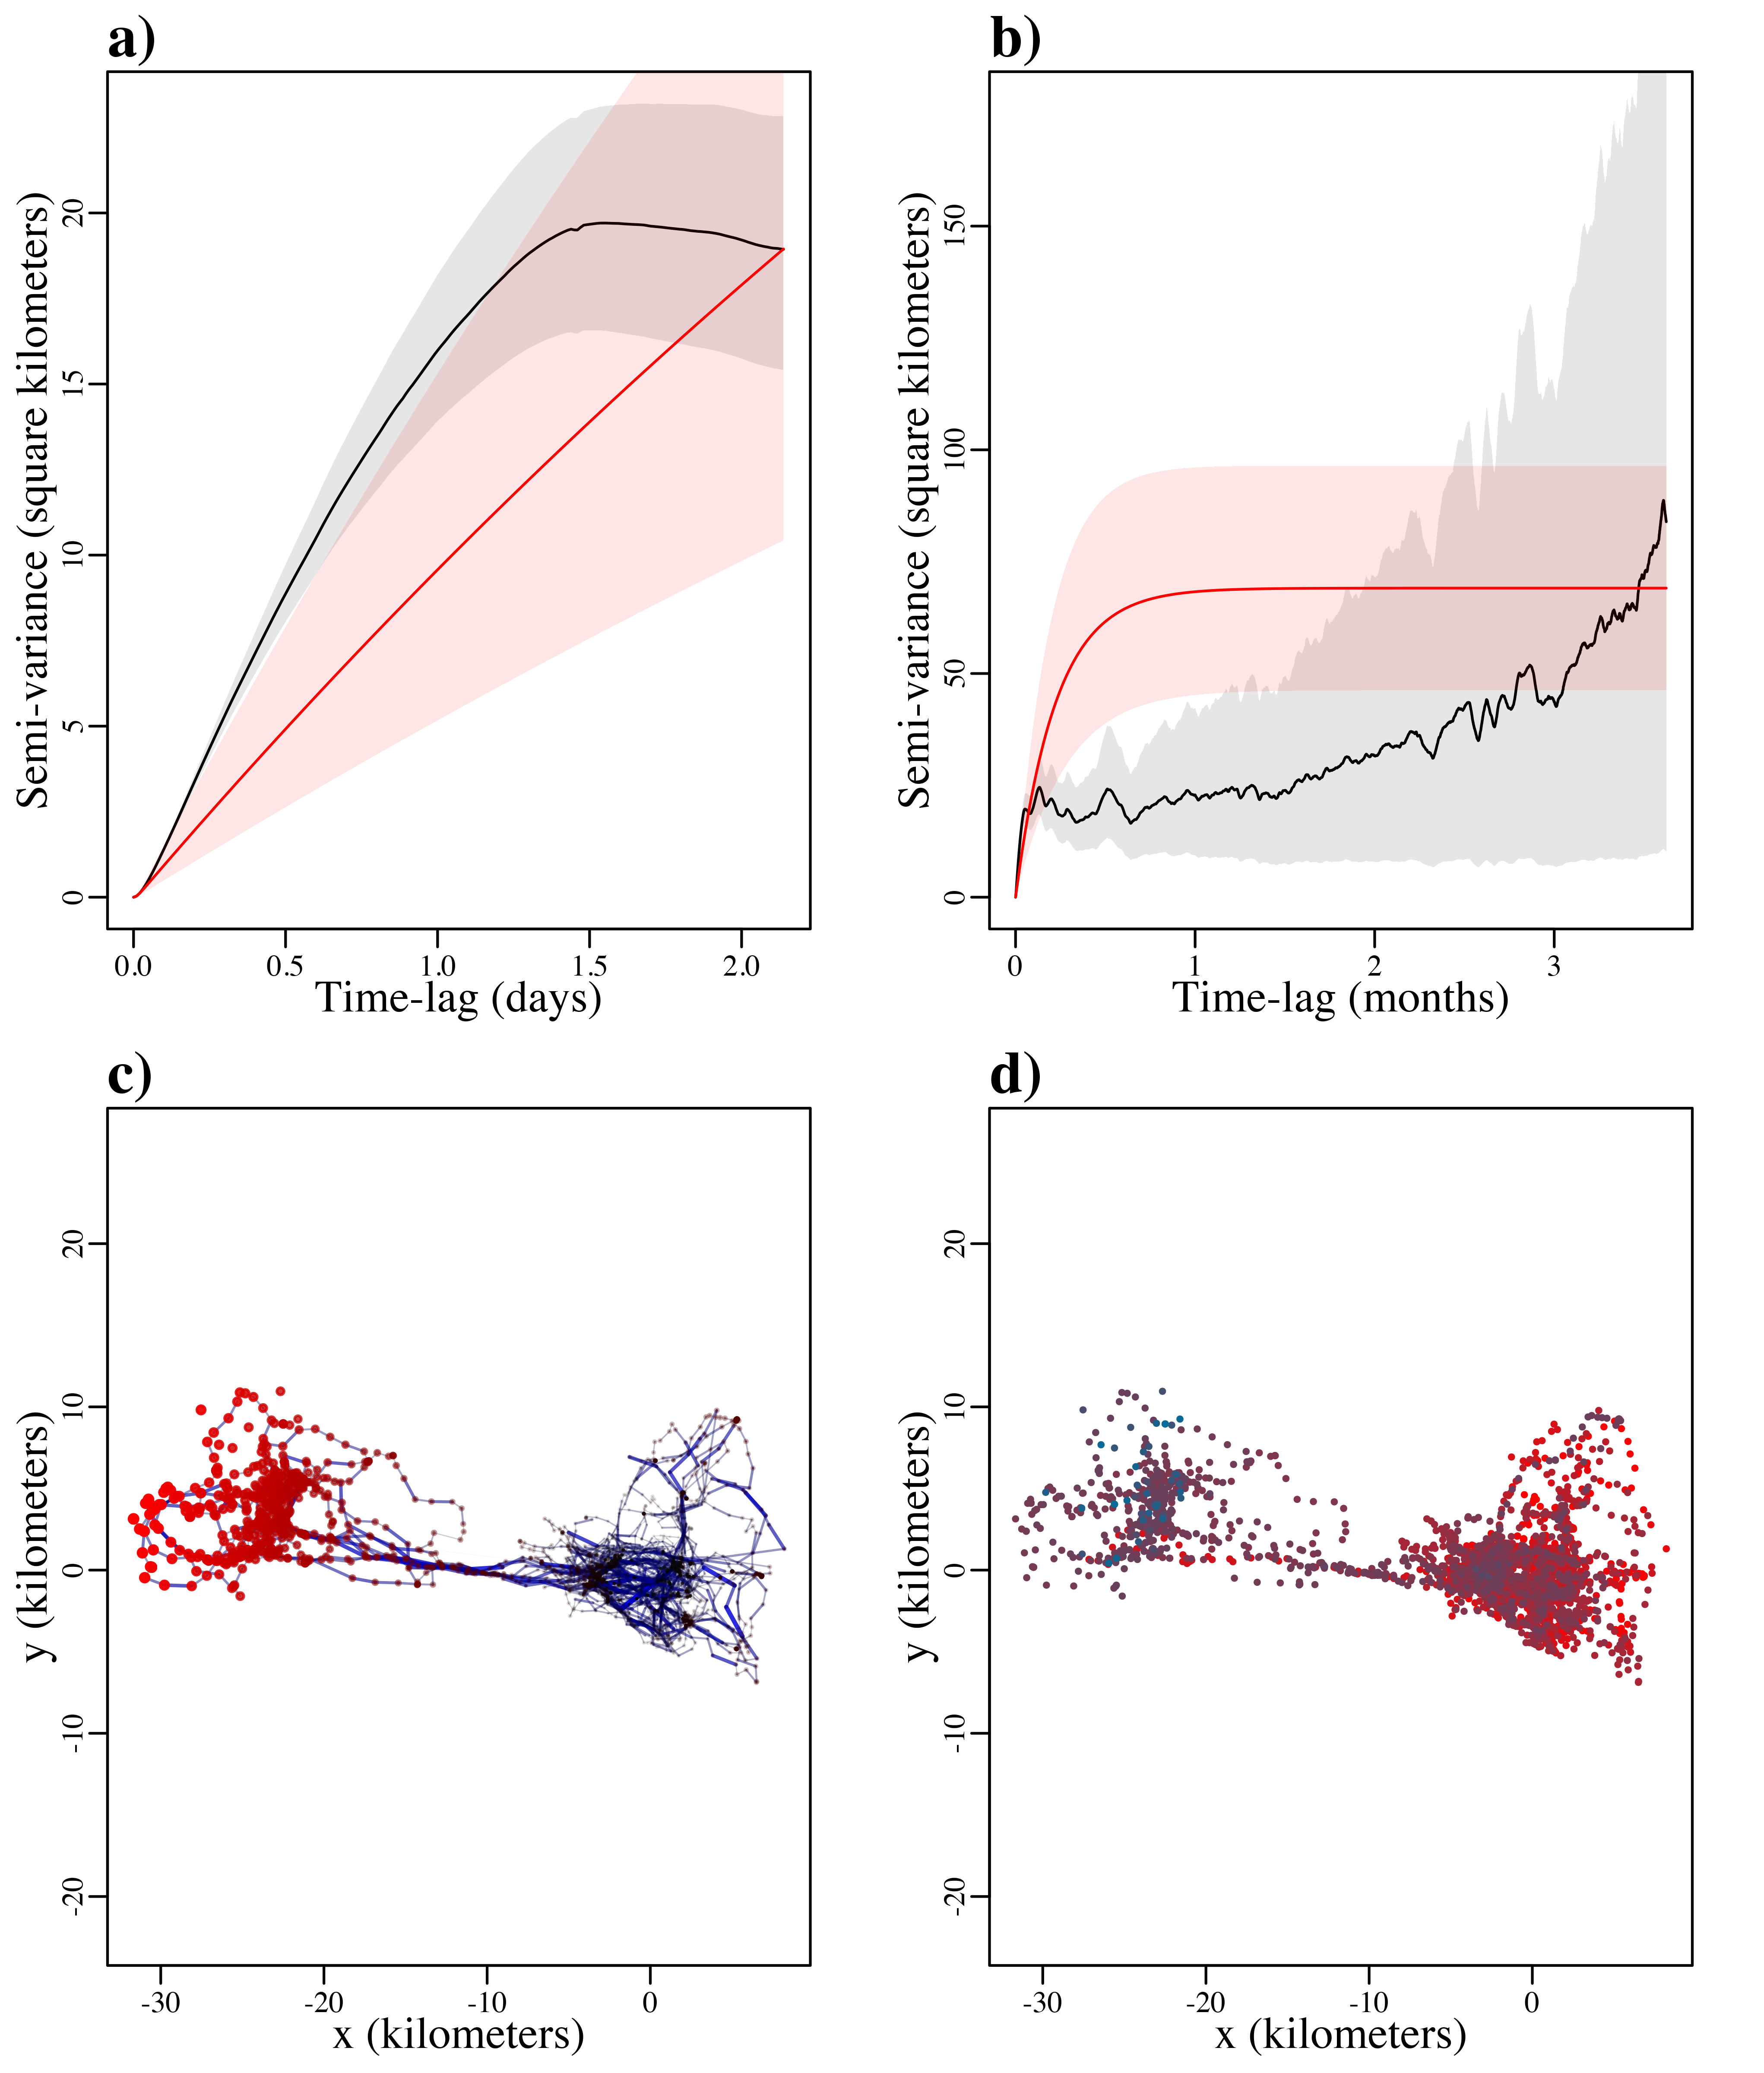 a)
Semi-variance (square kilometers)
20
15
10
5
0
0.0 0.5 1.0 1.5 2.0
Time-lag (days)
b)
Semi-variance (square kilometers)
150
100
50
0
0 1 2 3
Time-lag (months)
c)
y (kilometers)
20
10
0
-10
-20
-30 -20 -10 0
x (kilometers)
d)
y (kilometers)
20
10
0
-10
-20
-30 -20 -10 0
x (kilometers)